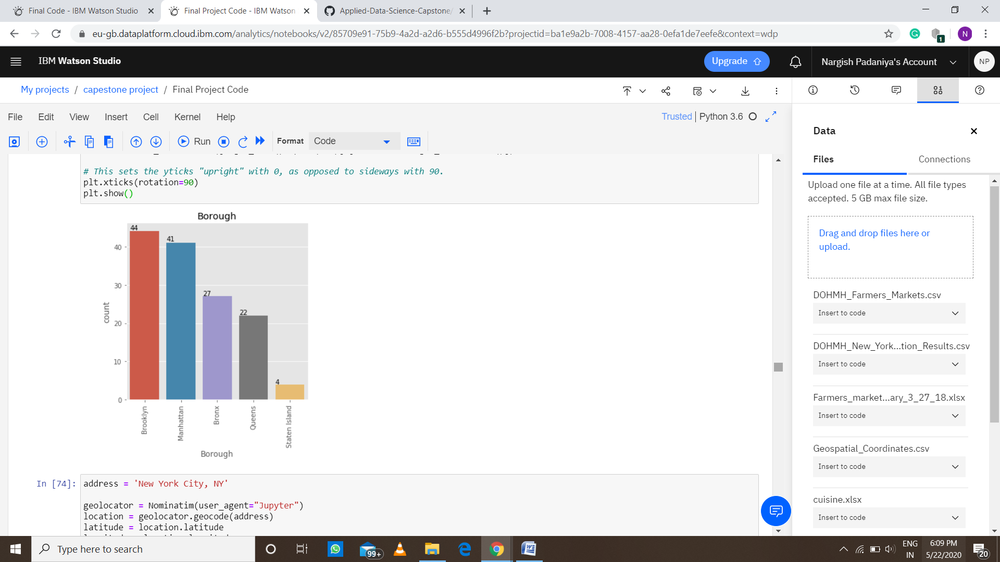 Final Code - IBM Watson Studio
Final Project Code - IBM Watson
Applied-Data-Science-Capstone/
eu-gb.dataplatform.cloud.ibm.com/analytics/notebooks/v2/85709e91-75b9-4a2d-a2d6-b555d4996f2b?projectid=ba1e9a2b-7008-4157-aa28-0efa1de7eefe&context=wdp
1
N
IBM Watson Studio
Upgrade
Nargish Padaniya's Account
NP
My projects / capestone project / Final Project Code
File Edit View Insert Cell Kernel Help
Trusted | Python 3.6
Run
Format
Code
# This sets the yticks "upright" with 0, as opposed to sideways with 90.
plt.xticks(rotation=90)
plt.show()
Borough
44
41
27
22
4
40
30
20
10
0
count
Brooklyn
Manhattan
Bronx
Queens
Staten Island
Borough
In [74]:
address = 'New York City, NY'
geolocator = Nominatim(user_agent="Jupyter")
location = geolocator.geocode(address)
latitude = location.latitude
Data
Files
Connections
Upload one file at a time. All file types
accepted. 5 GB max file size.
Drag and drop files here or
upload.
DOHMH_Farmers_Markets.csv
Insert to code
DOHMH_New_York...tion_Results.csv
Insert to code
Farmers_market...ary_3_27_18.xlsx
Insert to code
Geospatial_Coordinates.csv
Insert to code
cuisine.xlsx
Insert to code
Type here to search
99+
ENG
IN
6:09 PM
5/22/2020
20